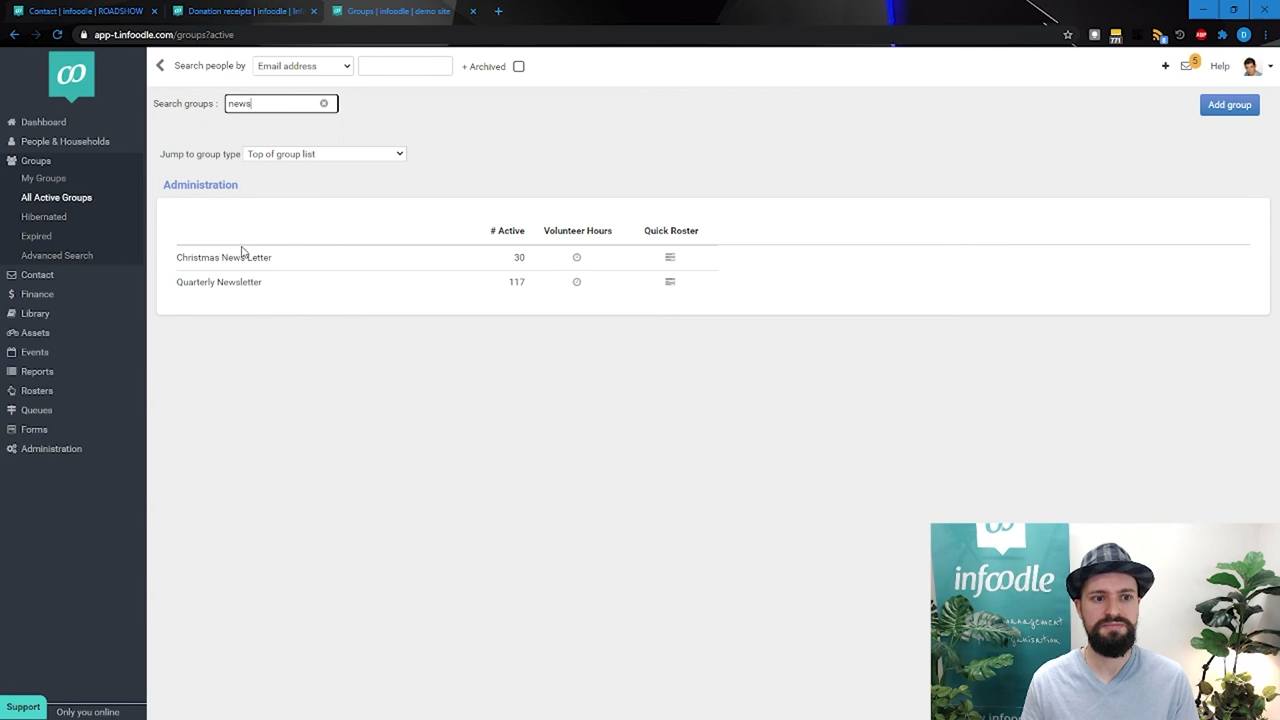 Contact | infoodle | ROADSHOW
Donation receipts | infoodle | Inf
Groups | infoodle | demo site
app-t.infoodle.com/groups?active
771
8
ABP
D
Search people by
Email address
+ Archived
5
Help
Search groups :
news
Add group
Dashboard
People & Households
Groups
My Groups
All Active Groups
Hibernated
Expired
Advanced Search
Contact
Finance
Library
Assets
Events
Reports
Rosters
Queues
Forms
Administration
Jump to group type
Top of group list
Administration
# Active
Volunteer Hours
Quick Roster
Christmas News Letter
30
Quarterly Newsletter
117
infoodle
Support
Only you online